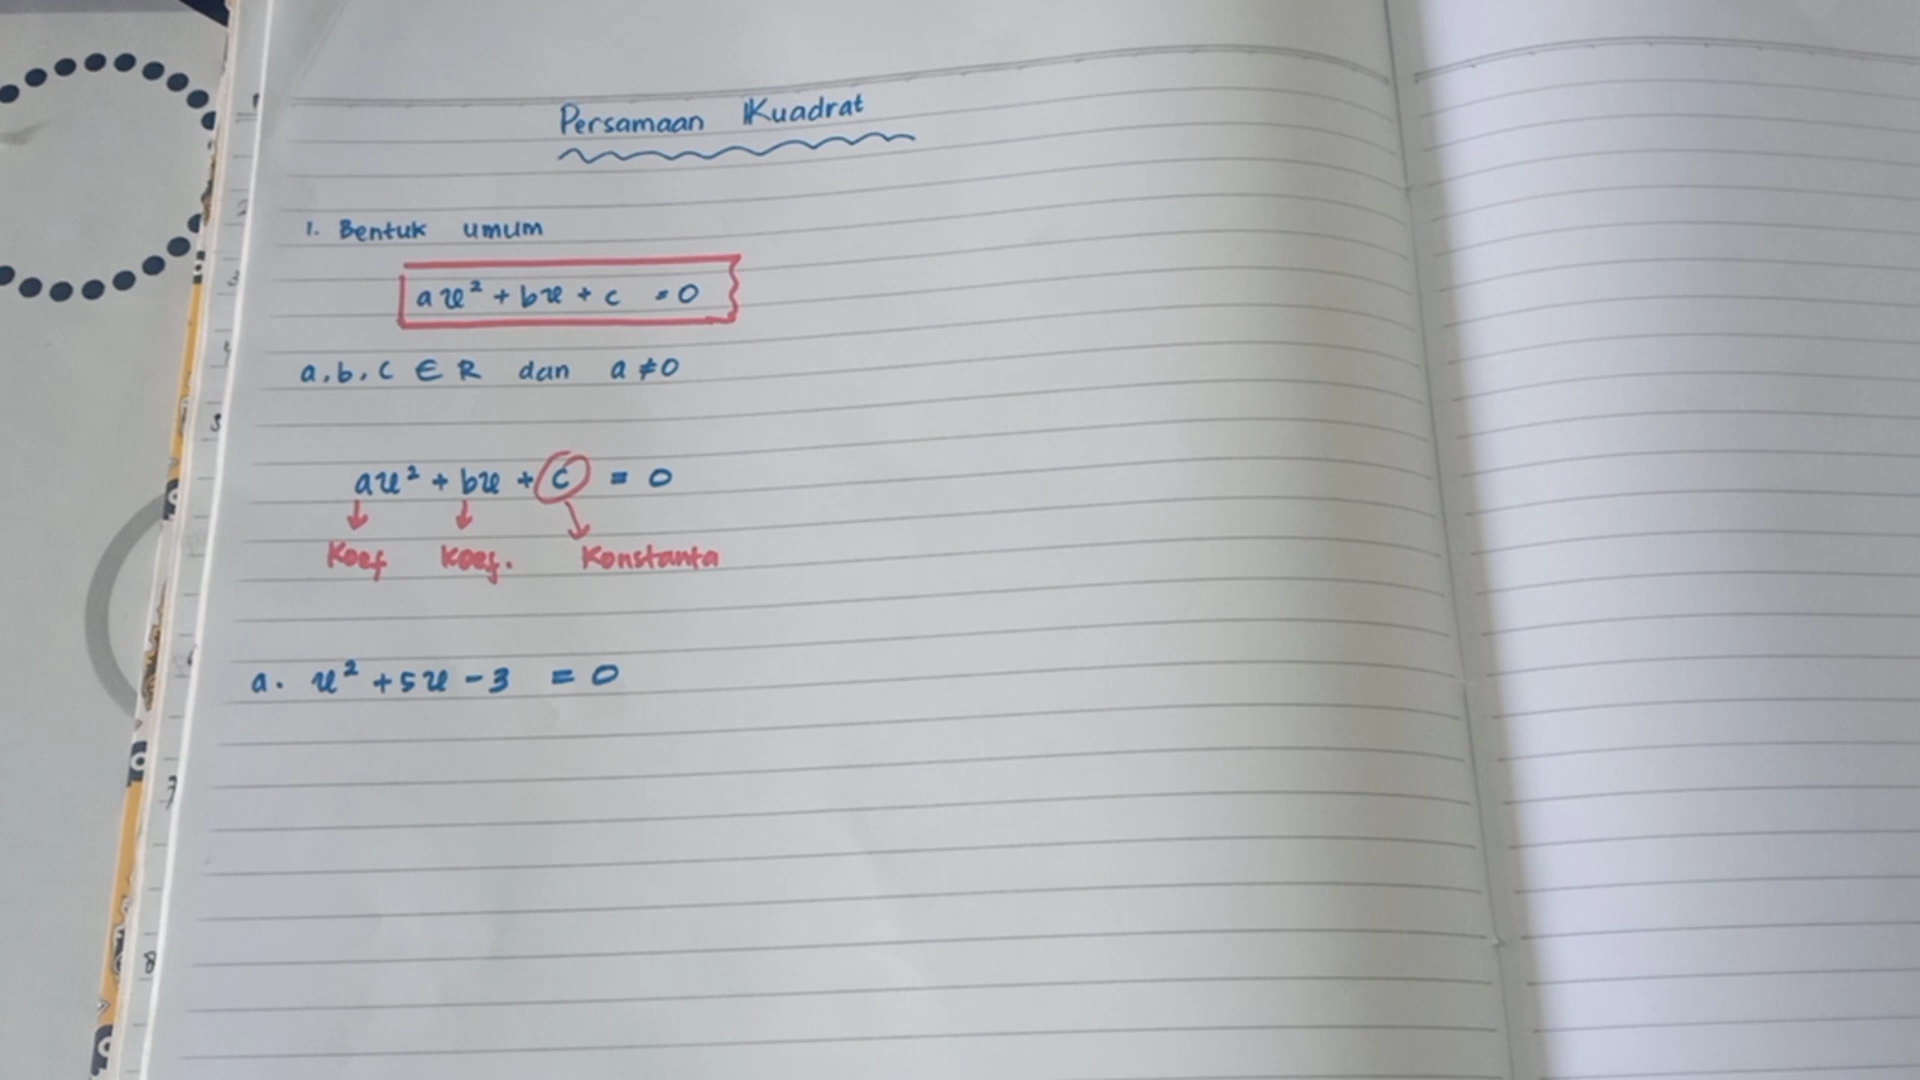 Persamaan Kuadrat
1. Bentuk umum
ax² + bx + c = 0
a, b, c ∈ R dan a ≠ 0
ax² + bx + c = 0
Koef Koef. Konstanta
a. x² + 5x - 3 = 0